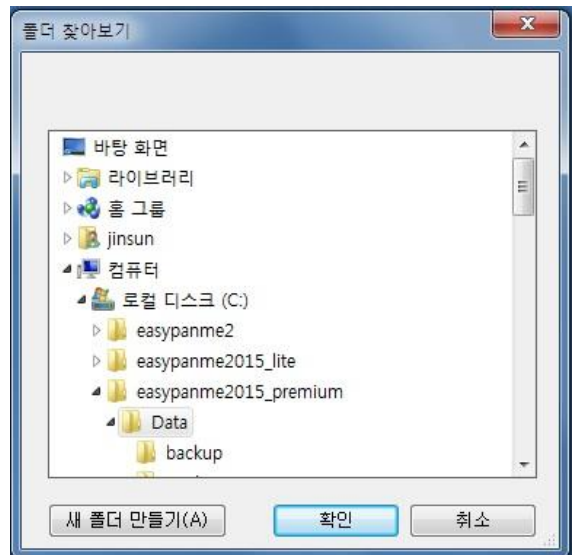 폴더 찾아보기
바탕 화면
라이브러리
홈 그룹
jinsun
컴퓨터
로컬 디스크 (C:)
easypanme2
easypanme2015_lite
easypanme2015_premium
Data
backup
새 폴더 만들기(A)
확인
취소